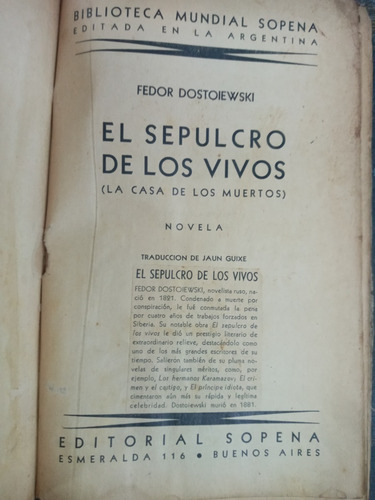 BIBLIOTECA MUNDIAL SOPENA
EDITADA EN LA ARGENTINA
FEDOR DOSTOIEWSKI
EL SEPULCRO
DE LOS VIVOS
(LA CASA DE LOS MUERTOS)
NOVELA
TRADUCCION DE JAUN GUIXE
EL SEPULCRO DE LOS VIVOS
FEDOR DOSTOIEWSKI, novelista ruso, na-
ció en 1821. Condenado a muerte por
conspiración, le fué conmutada la pena
por cuatro años de trabajos forzados en
Siberia. Su notable obra El sepulcro de
los vivos le dió un prestigio literario de
extraordinario relieve, destacándolo como
uno de los más grandes escritores de su
tiempo. Salieron también de su pluma no-
velas de singulares méritos, como, por
ejemplo, Los hermanos Karamazov; El cri-
men y el castigo, y El príncipe idiota, que
cimentaron aún más su rápida y legítima
celebridad. Dostoiewski murió en 1881.
EDITORIAL SOPENA
ESMERALDA 116 • BUENOS AIRES